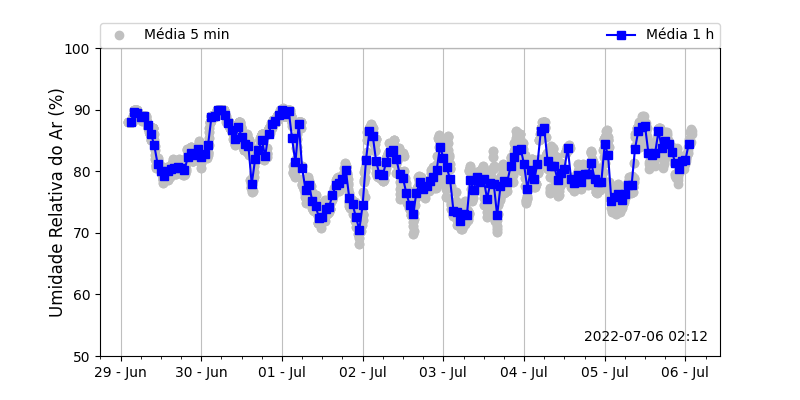 Média 5 min
Média 1 h
Umidade Relativa do Ar (%)
100
90
80
70
60
50
2022-07-06 02:12
29 - Jun
30 - Jun
01 - Jul
02 - Jul
03 - Jul
04 - Jul
05 - Jul
06 - Jul